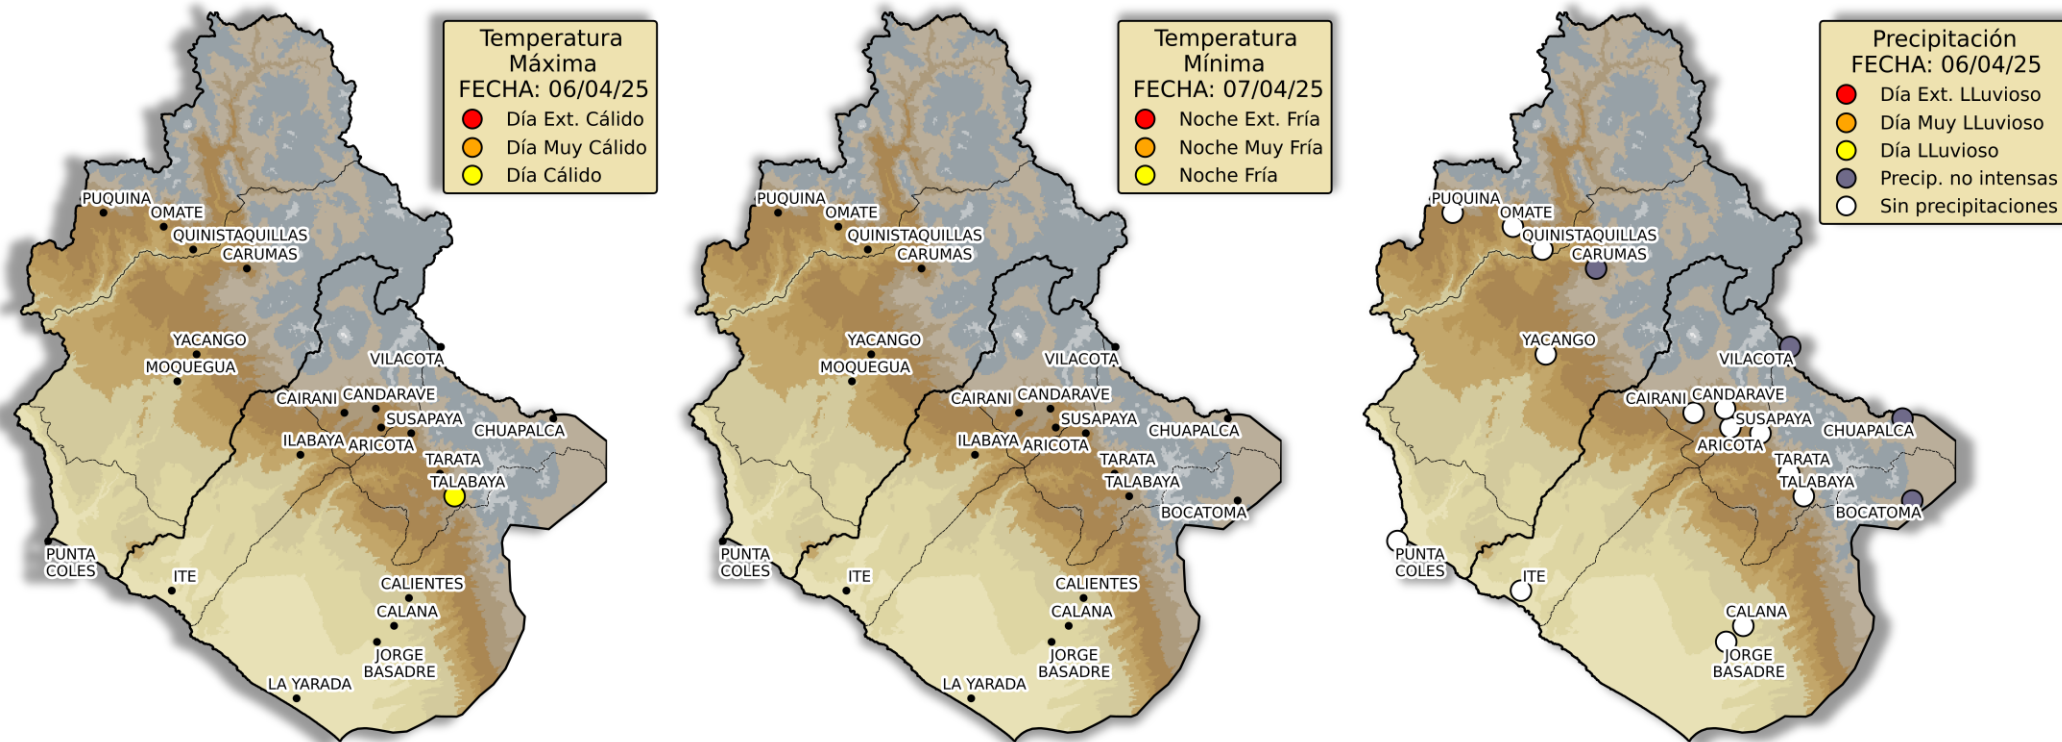 Temperatura
Máxima
FECHA: 06/04/25
Día Ext. Cálido
Día Muy Cálido
Día Cálido
PUQUINA
OMATE
QUINISTAQUILLAS
CARUMAS
YACANGO
MOQUEGUA
VILACOTA
CAIRANI
CANDARAVE
SUSAPAYA
ILABAYA
ARICOTA
CHUAPALCA
TARATA
TALABAYA
PUNTA
COLES
ITE
CALIENTES
CALANA
JORGE
BASADRE
LA YARADA
Temperatura
Mínima
FECHA: 07/04/25
Noche Ext. Fría
Noche Muy Fría
Noche Fría
PUQUINA
OMATE
QUINISTAQUILLAS
CARUMAS
YACANGO
MOQUEGUA
VILACOTA
CAIRANI
CANDARAVE
SUSAPAYA
ILABAYA
ARICOTA
CHUAPALCA
TARATA
TALABAYA
BOCATOMA
PUNTA
COLES
ITE
CALIENTES
CALANA
JORGE
BASADRE
LA YARADA
Precipitación
FECHA: 06/04/25
Día Ext. LLuvioso
Día Muy LLuvioso
Día LLuvioso
Precip. no intensas
Sin precipitaciones
PUQUINA
OMATE
QUINISTAQUILLAS
CARUMAS
YACANGO
VILACOTA
CAIRANI
CANDARAVE
SUSAPAYA
ARICOTA
CHUAPALCA
TARATA
TALABAYA
BOCATOMA
PUNTA
COLES
ITE
CALANA
JORGE
BASADRE